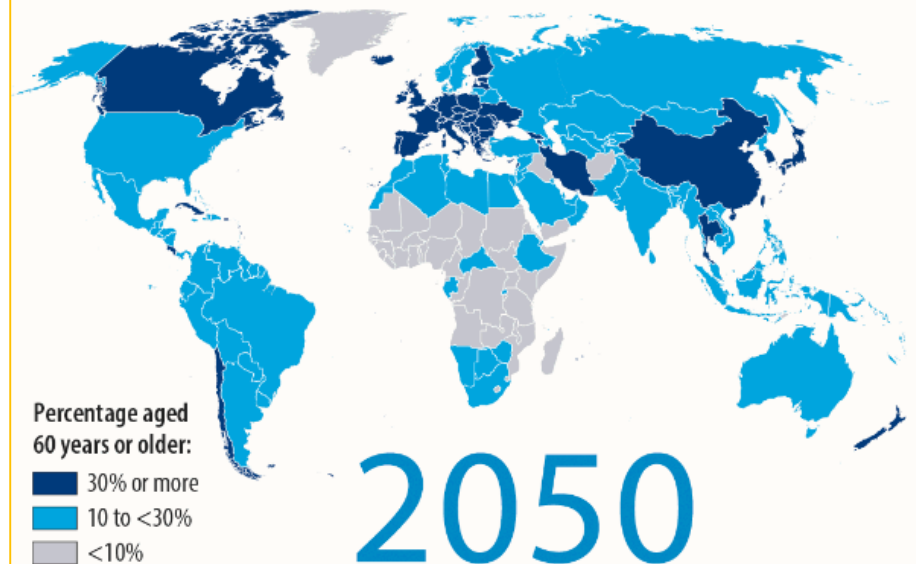 Percentage aged
60 years or older:
30% or more
10 to <30%
<10%
2050